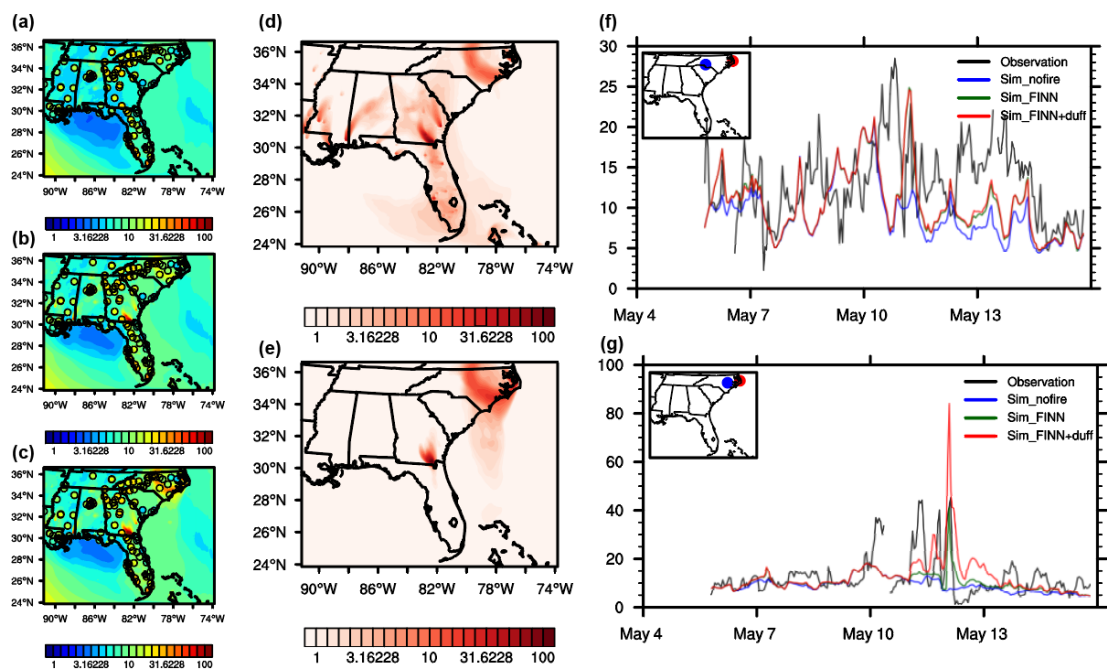 (a)
36°N
34°N
32°N
30°N
28°N
26°N
24°N
90°W 86°W 82°W 78°W 74°W
1 3.16228 10 31.6228 100
(b)
36°N
34°N
32°N
30°N
28°N
26°N
24°N
90°W 86°W 82°W 78°W 74°W
1 3.16228 10 31.6228 100
(c)
36°N
34°N
32°N
30°N
28°N
26°N
24°N
90°W 86°W 82°W 78°W 74°W
1 3.16228 10 31.6228 100
(d)
36°N
34°N
32°N
30°N
28°N
26°N
24°N
90°W 86°W 82°W 78°W 74°W
1 3.16228 10 31.6228 100
(e)
36°N
34°N
32°N
30°N
28°N
26°N
24°N
90°W 86°W 82°W 78°W 74°W
1 3.16228 10 31.6228 100
(f)
30
25
20
15
10
5
0
Observation
Sim_nofire
Sim_FINN
Sim_FINN+duff
May 4 May 7 May 10 May 13
(g)
100
80
60
40
20
0
Observation
Sim_nofire
Sim_FINN
Sim_FINN+duff
May 4 May 7 May 10 May 13